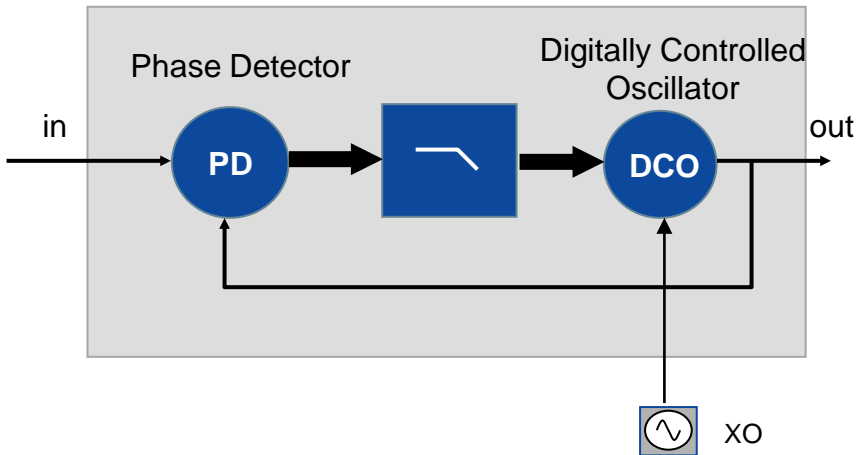 Phase Detector
Digitally Controlled
Oscillator
in
out
PD
DCO
XO